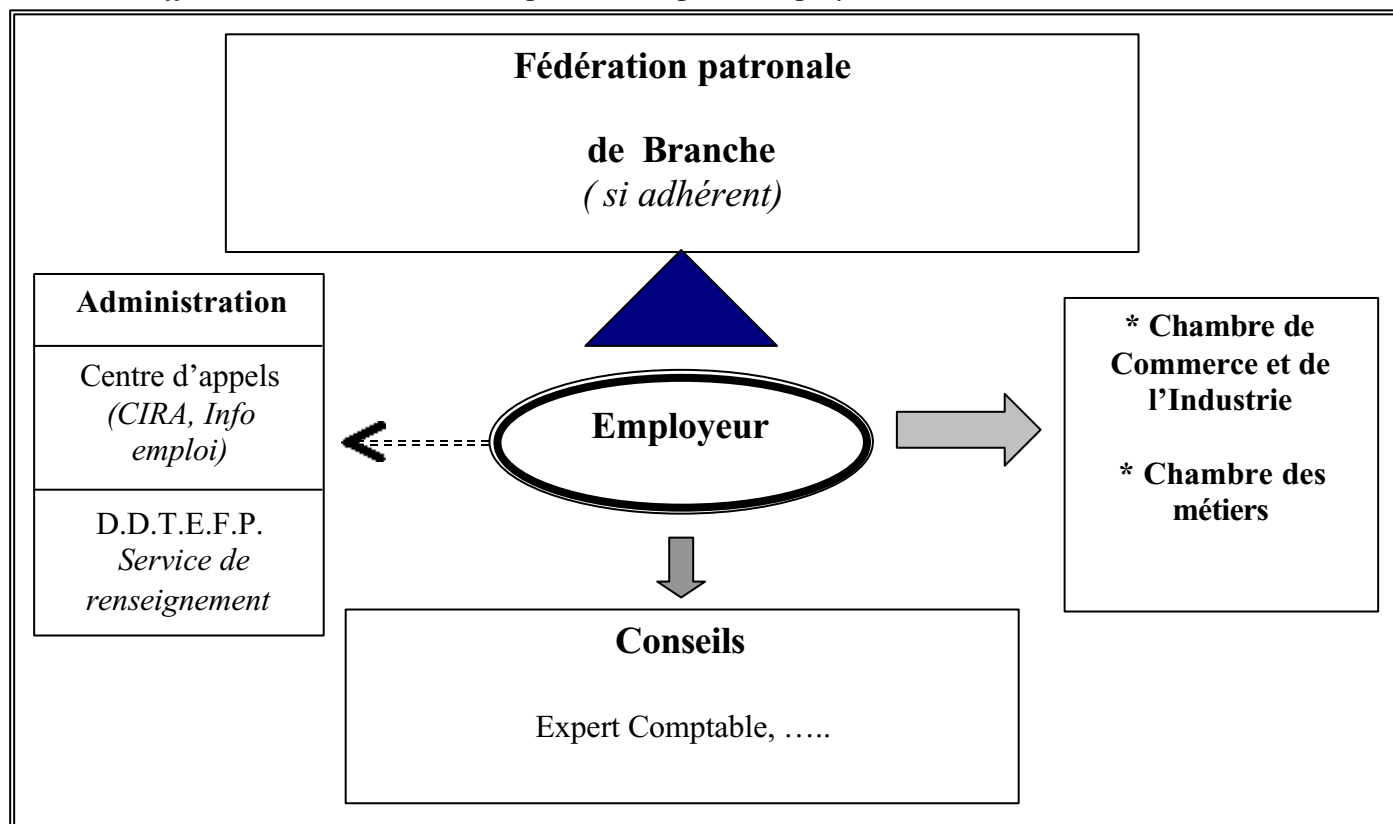 Fédération patronale
de Branche
( si adhérent)
Administration
Centre d’appels
(CIRA, Info
emploi)
D.D.T.E.F.P.
Service de
renseignement
Employeur
* Chambre de
Commerce et de
l’Industrie
* Chambre des
métiers
Conseils
Expert Comptable, …..